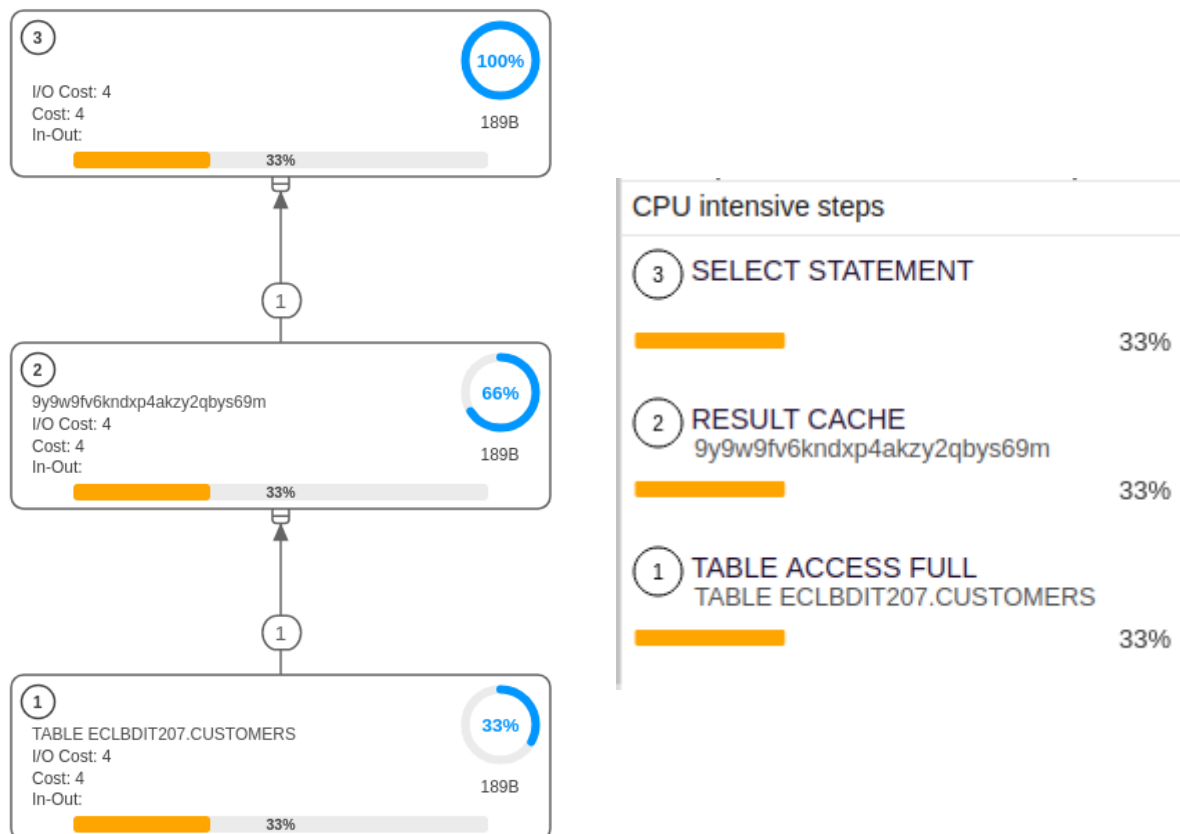 3
100%
I/O Cost: 4
Cost: 4
189B
In-Out:
33%
1
2
66%
9y9w9fv6kndxp4akzy2qbys69m
I/O Cost: 4
Cost: 4
189B
In-Out:
33%
1
1
33%
TABLE ECLBDIT207.CUSTOMERS
I/O Cost: 4
Cost: 4
189B
In-Out:
33%
CPU intensive steps
3 SELECT STATEMENT
33%
2 RESULT CACHE
9y9w9fv6kndxp4akzy2qbys69m
33%
1 TABLE ACCESS FULL
TABLE ECLBDIT207.CUSTOMERS
33%